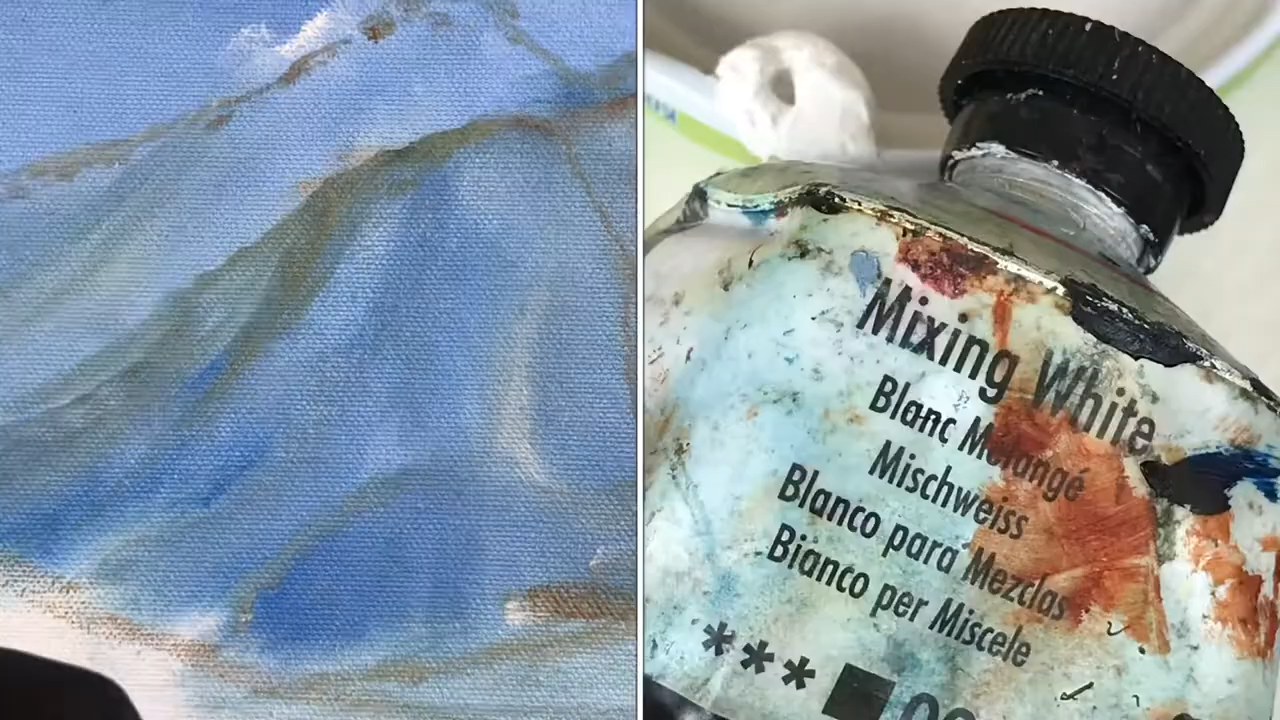 Mixing White
Blanc Mélangé
Mischweiss
Blanco para Mezclas
Bianco per Miscele
*** ■